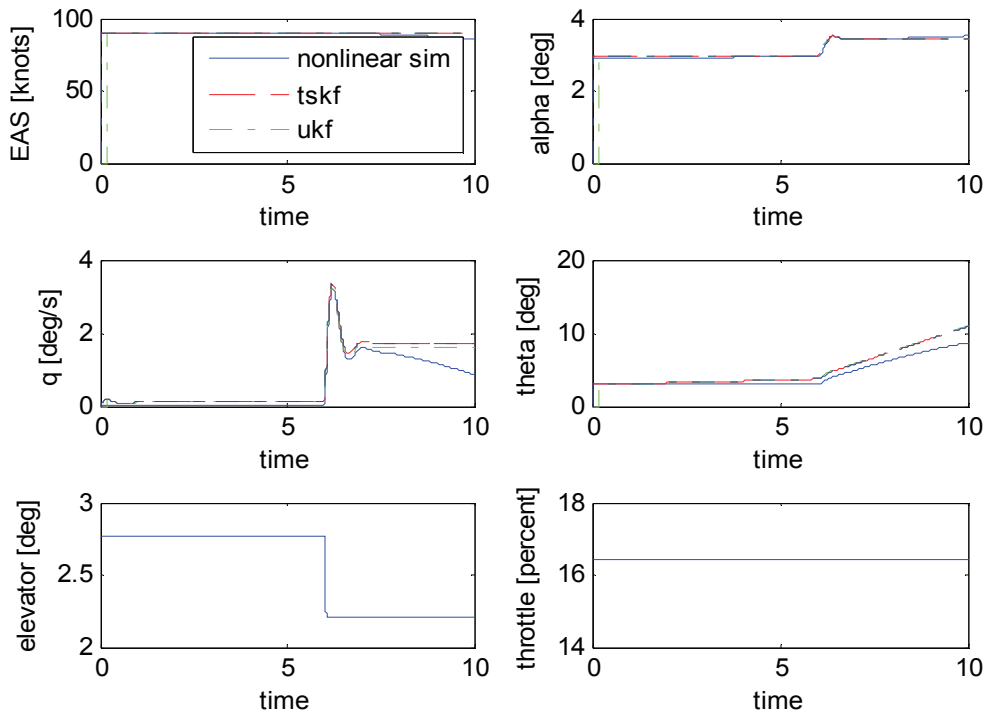 100
50
0
EAS [knots]
nonlinear sim
tskf
ukf
0 5 10
time
4
2
0
alpha [deg]
0 5 10
time
4
2
0
q [deg/s]
0 5 10
time
20
10
0
theta [deg]
0 5 10
time
3
2.5
2
elevator [deg]
0 5 10
time
18
16
14
throttle [percent]
0 5 10
time